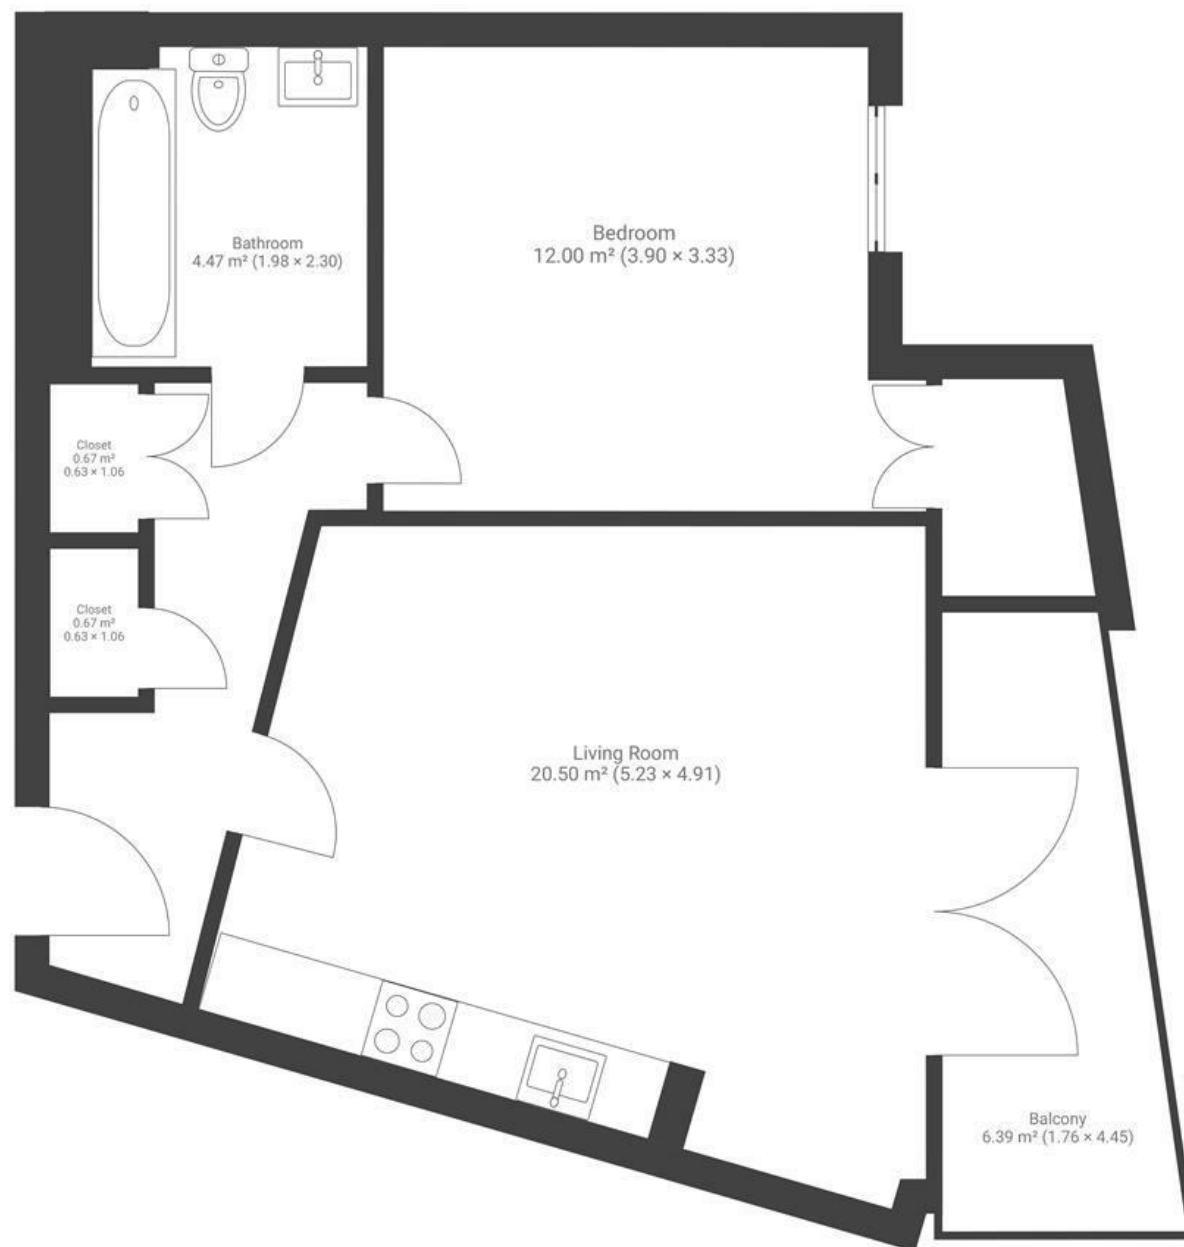 Bathroom
4.47 m² (1.98 × 2.30)
Bedroom
12.00 m² (3.90 × 3.33)
Closet
0.67 m²
0.63 × 1.06
Closet
0.67 m²
0.63 × 1.06
Living Room
20.50 m² (5.23 × 4.91)
Balcony
6.39 m² (1.76 × 4.45)